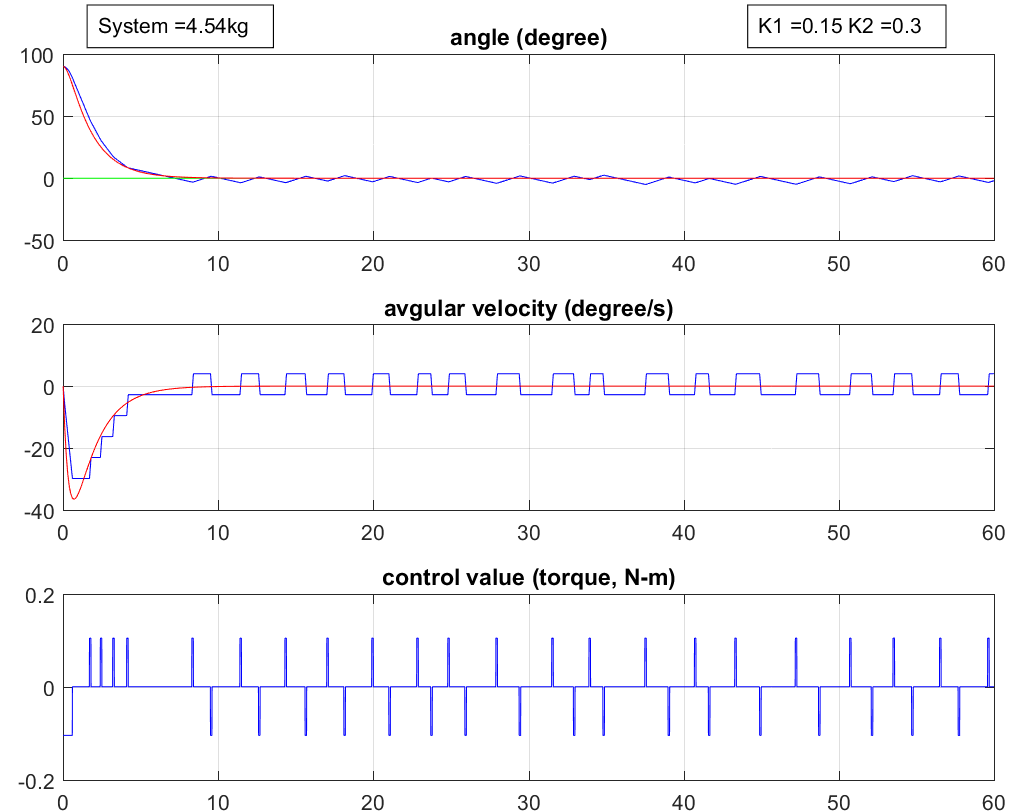 System =4.54kg
K1 =0.15 K2 =0.3
angle (degree)
100
50
0
-50
0 10 20 30 40 50 60
avgular velocity (degree/s)
20
0
-20
-40
0 10 20 30 40 50 60
control value (torque, N-m)
0.2
0
-0.2
0 10 20 30 40 50 60